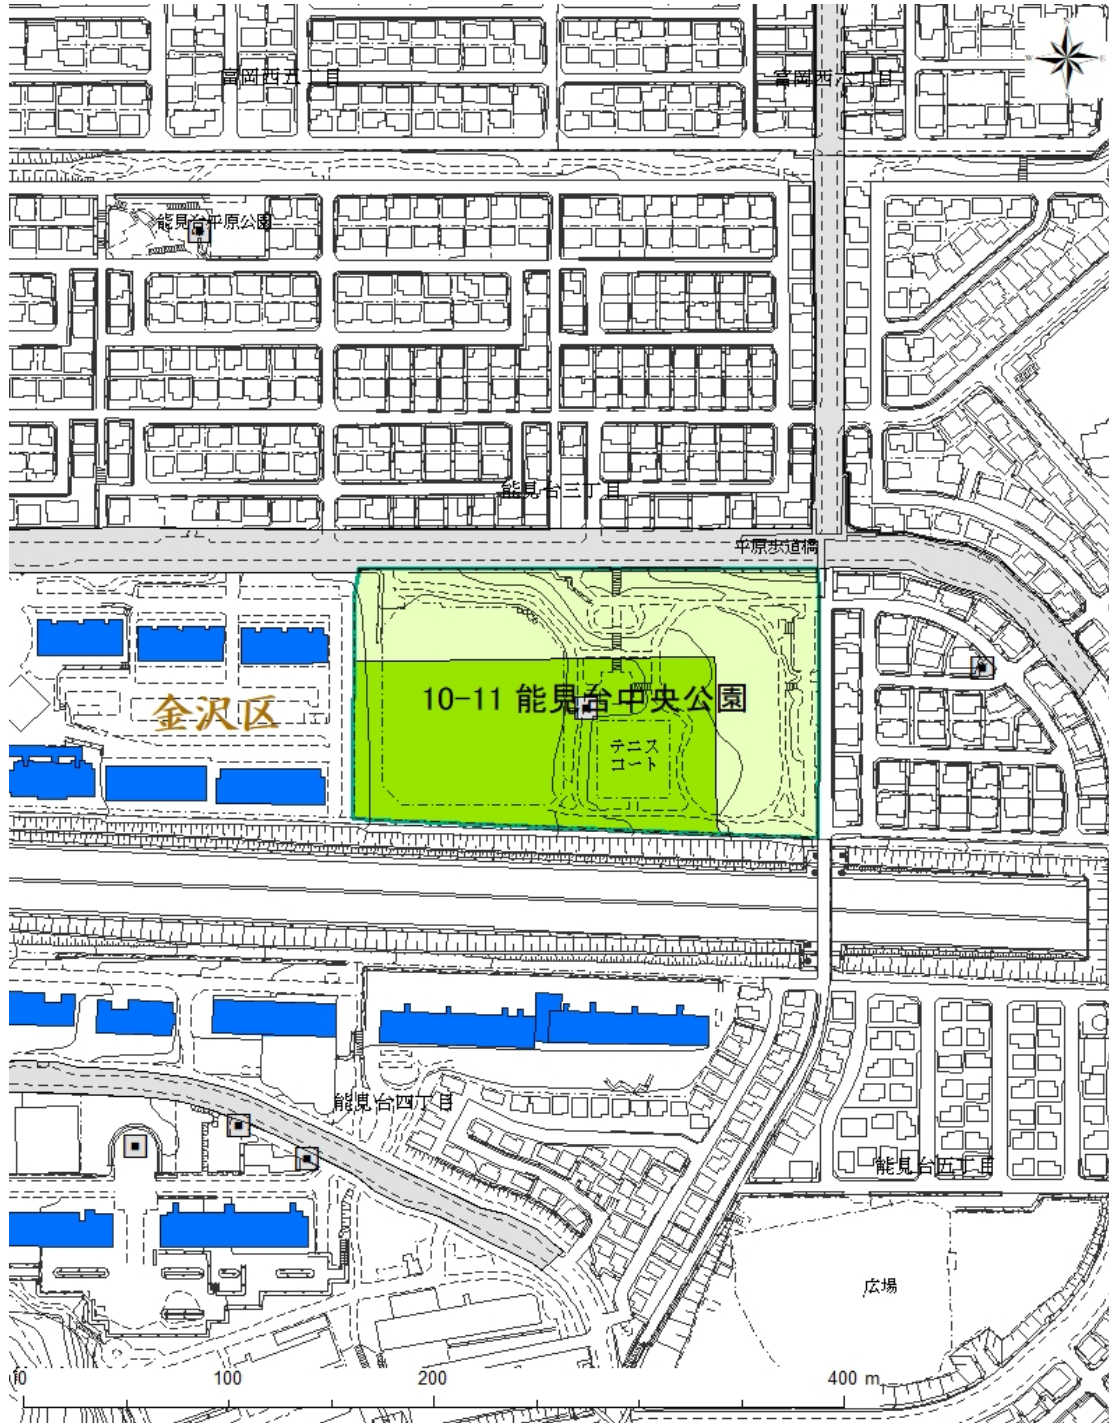 富岡西五丁目
富岡西六丁目
N
W
E
能見台平原公園
能見台三丁目
平原歩道橋
10-11 能見台中央公園
金沢区
テニス
コート
能見台四丁目
能見台五丁目
広場
0
100
200
400 m